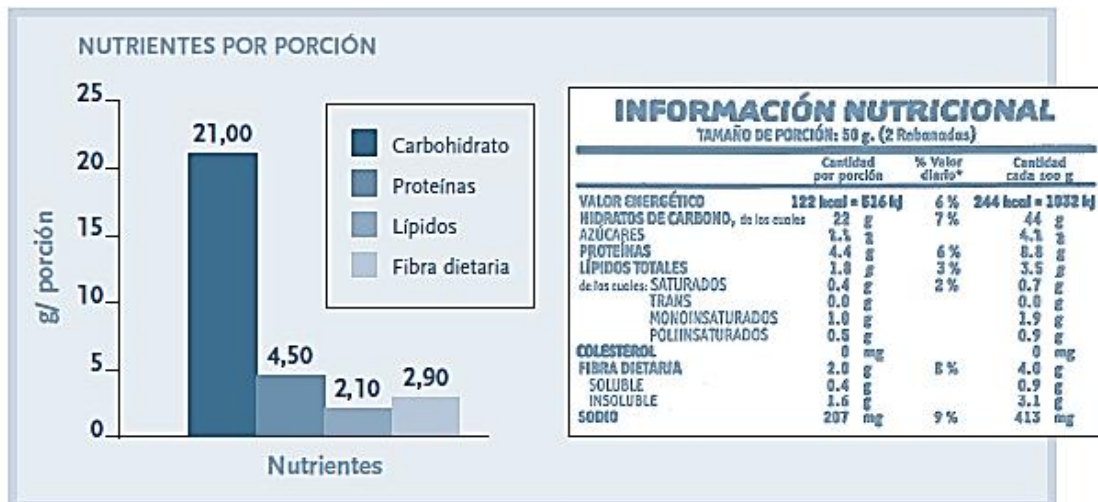 NUTRIENTES POR PORCIÓN
25
20
15
10
5
0
g/ porción
21,00
4,50
2,10
2,90
Nutrientes
Carbohidrato
Proteínas
Lípidos
Fibra dietaria
INFORMACIÓN NUTRICIONAL
TAMAÑO DE PORCIÓN: 50 g. (2 Rebanadas)
Cantidad por porción % Valor diario* Cantidad cada 100 g
VALOR ENERGÉTICO 122 kcal = 516 kJ 6 % 244 kcal = 1032 kJ
HIDRATOS DE CARBONO, de los cuales 22 g 7 % 44 g
AZÚCARES g g
PROTEÍNAS 4.4 g 6 % 8.8 g
LÍPIDOS TOTALES 1.8 g 3 % 3.5 g
de los cuales: SATURADOS 0.4 g 2 % 0.7 g
TRANS 0.0 g 0.0 g
MONOINSATURADOS 1.0 g 1.9 g
POLIINSATURADOS 0.5 g 0.9 g
COLESTEROL 0 mg 0 mg
FIBRA DIETARIA 2.0 g 8 % 4.0 g
SOLUBLE 0.4 g 0.9 g
INSOLUBLE 1.6 g 3.1 g
SODIO 207 mg 9 % 413 mg